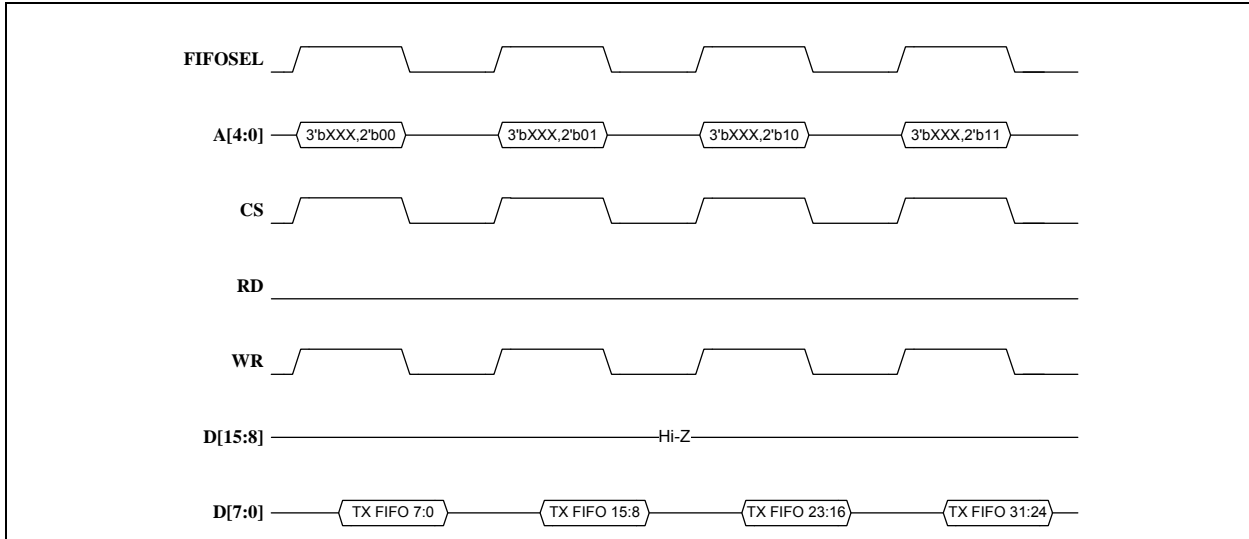 FIFOSEL
A[4:0] 3'bXXX,2'b00 3'bXXX,2'b01 3'bXXX,2'b10 3'bXXX,2'b11
CS
RD
WR
D[15:8] Hi-Z
D[7:0] TX FIFO 7:0 TX FIFO 15:8 TX FIFO 23:16 TX FIFO 31:24